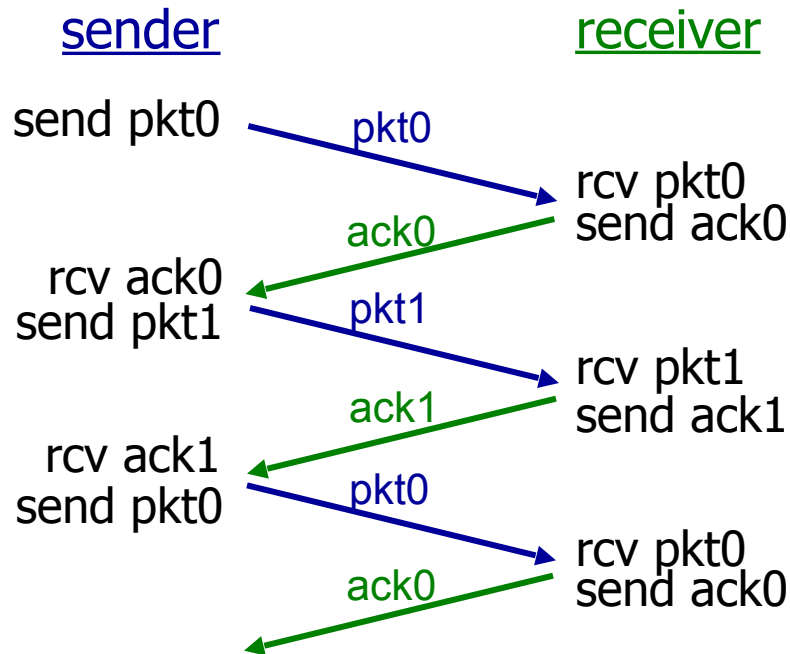 sender
receiver
send pkt0
pkt0
rcv pkt0
send ack0
ack0
rcv ack0
send pkt1
pkt1
rcv pkt1
send ack1
ack1
rcv ack1
send pkt0
pkt0
rcv pkt0
send ack0
ack0